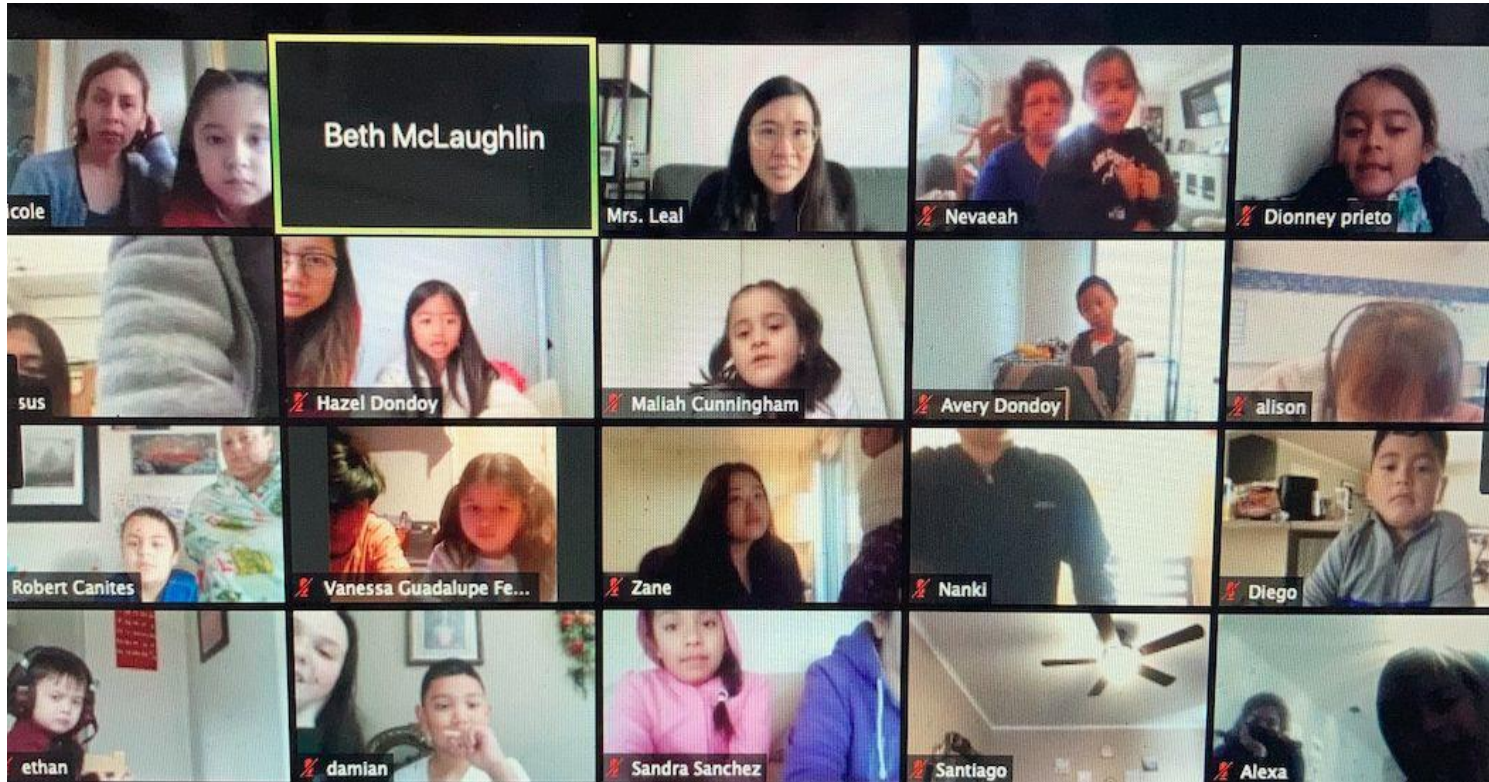 icole
Beth McLaughlin
Mrs. Leal
Nevaeah
Dionney prieto
sus
Hazel Dondoy
Maliah Cunningham
Avery Dondoy
alison
Robert Canites
Vanessa Guadalupe Fe...
Zane
Nanki
Diego
ethan
damian
Sandra Sanchez
Santiago
Alexa